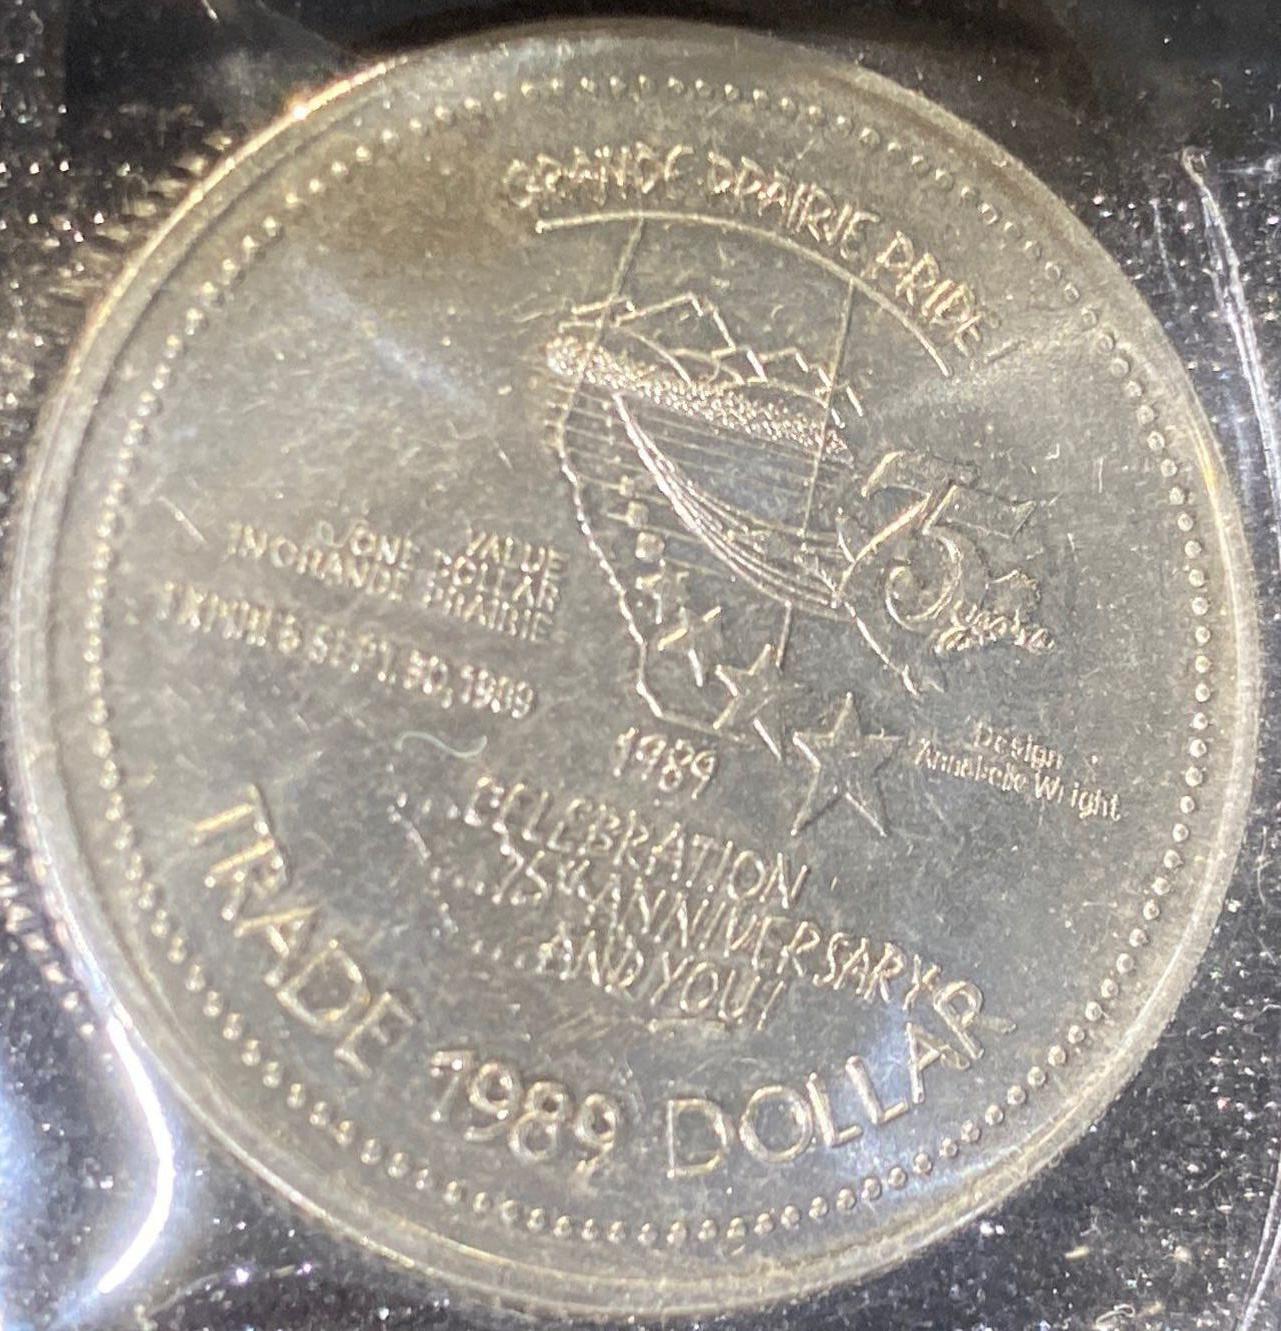 GRANDE PRAIRIE PRIDE!
75
years
VALUE
ONE DOLLAR
IN GRANDE PRAIRIE
SEPT. 30, 1989
1989
Design
Annabelle Wright
CELEBRATION
75th ANNIVERSARY
AND YOU!
TRADE 1989 DOLLAR